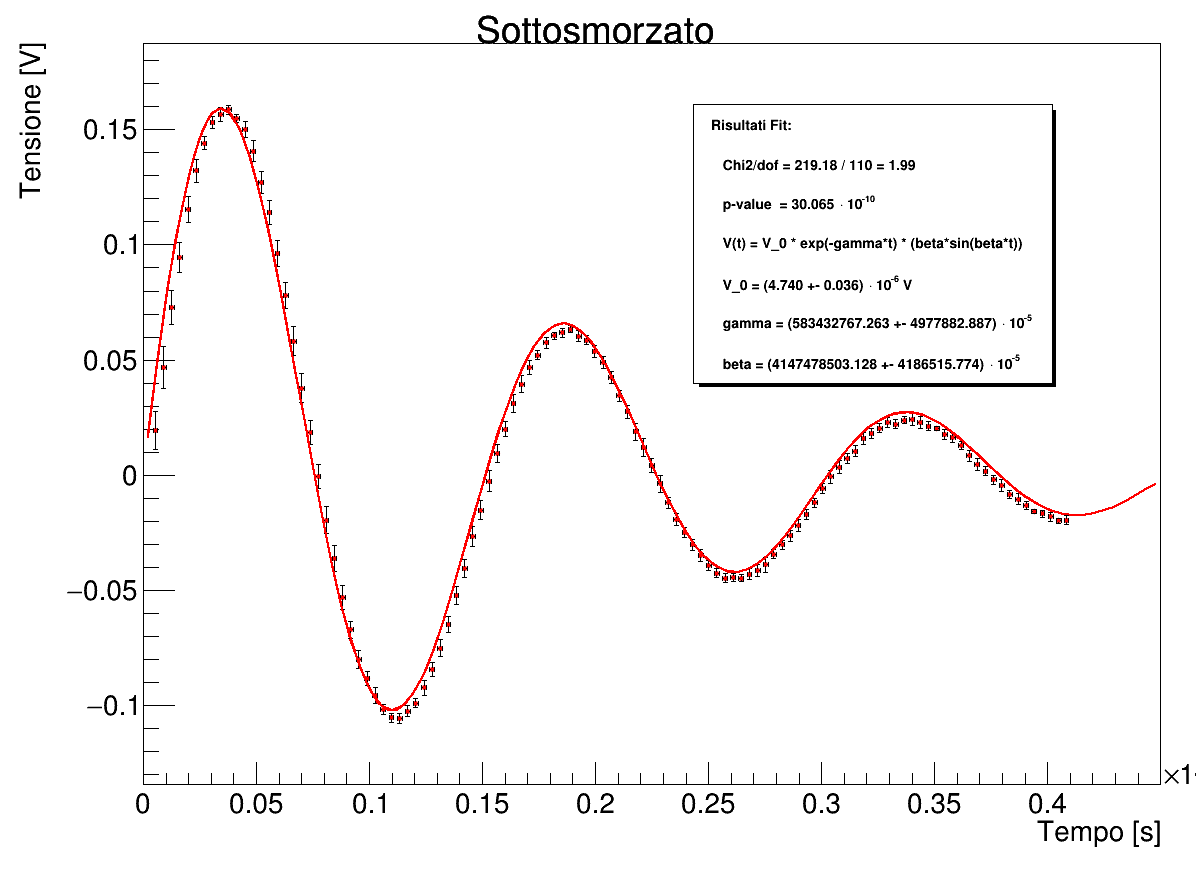 Sottosmorzato
Tensione [V]
0.15
0.1
0.05
0
−0.05
−0.1
Risultati Fit:
Chi2/dof = 219.18 / 110 = 1.99
p-value = 30.065 · 10^-10
V(t) = V_0 * exp(-gamma*t) * (beta*sin(beta*t))
V_0 = (4.740 +- 0.036) · 10^-6 V
gamma = (583432767.263 +- 4977882.887) · 10^-5
beta = (4147478503.128 +- 4186515.774) · 10^-5
0 0.05 0.1 0.15 0.2 0.25 0.3 0.35 0.4
Tempo [s]